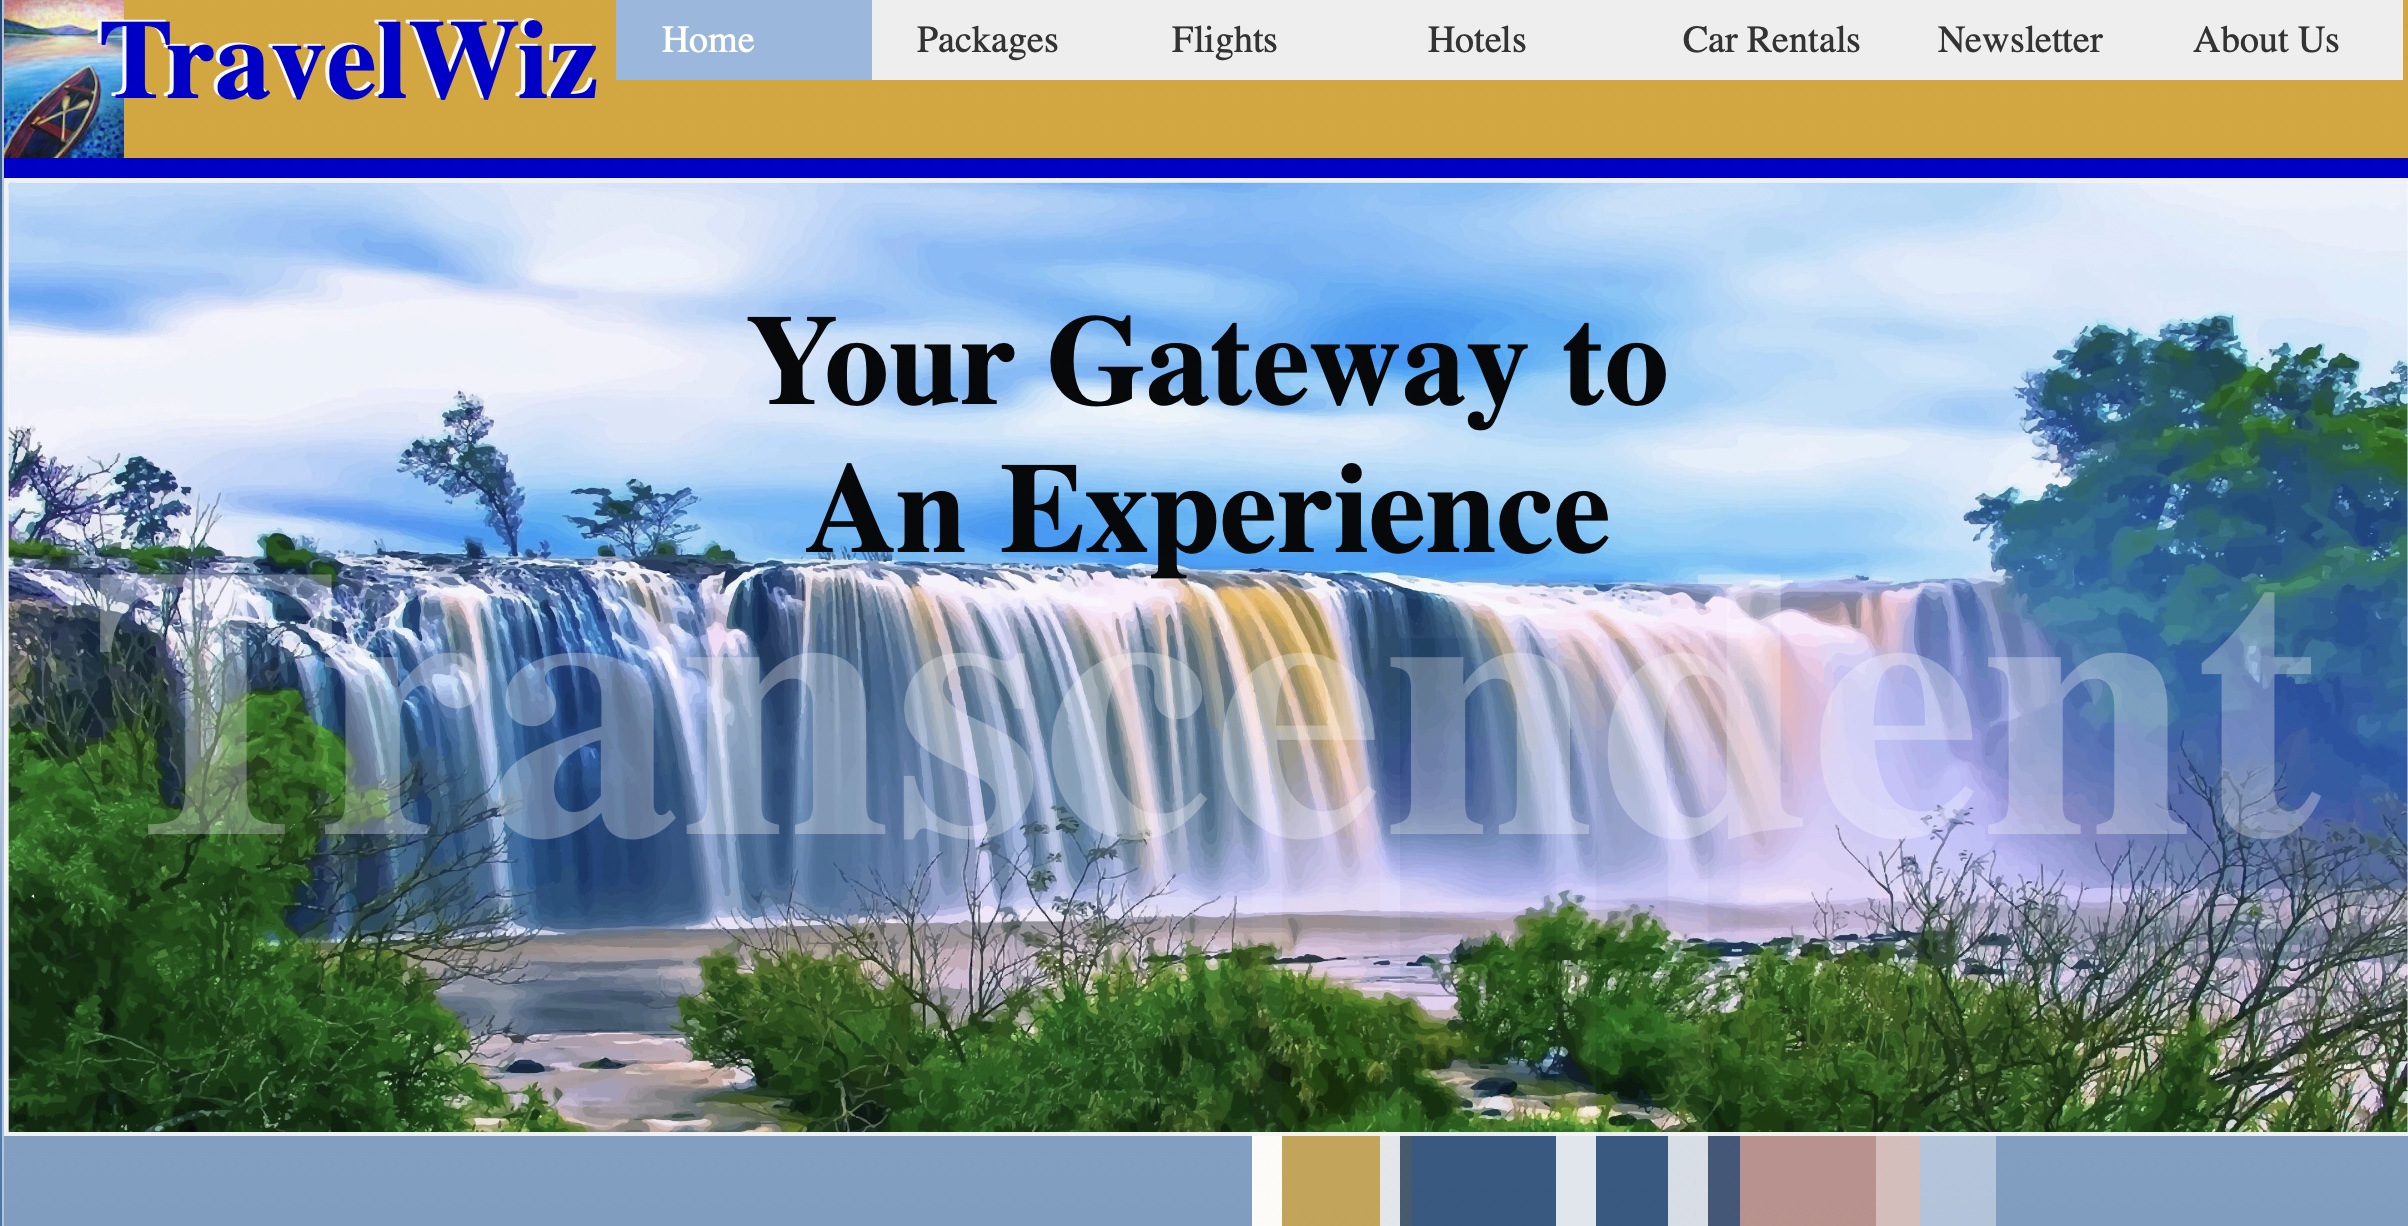 TravelWiz
Home Packages Flights Hotels Car Rentals Newsletter About Us
Your Gateway to
An Experience
Transcendent